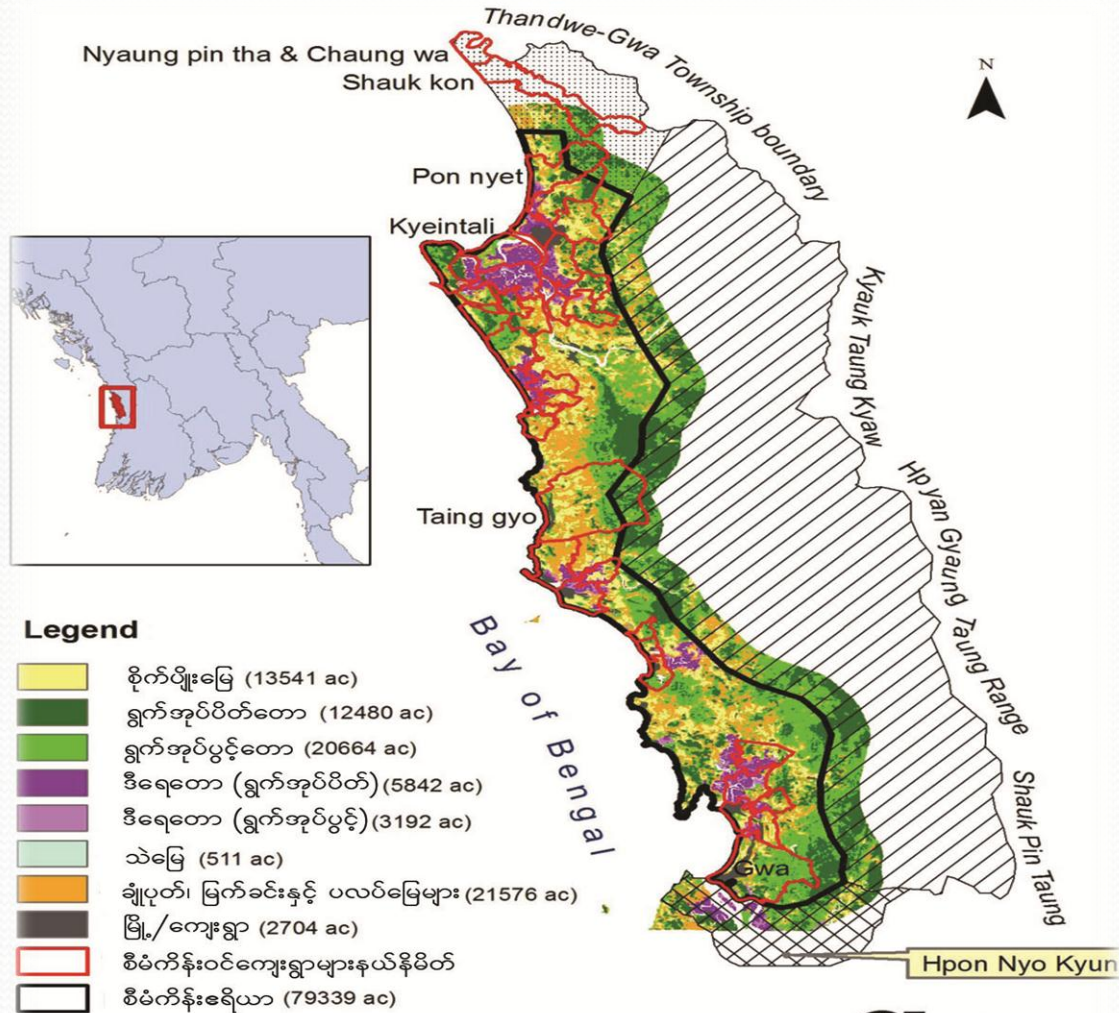 Thandwe-Gwa Township boundary
Nyaung pin tha & Chaung wa
Shauk kon
N
Pon nyet
Kyeintali
Kyauk Taung Kyaw
Hpyan Gyaung Taung Range
Taing gyo
Bay of Bengal
Shauk Pin Taung
Gwa
Hpon Nyo Kyun
Legend
စိုက်ပျိုးမြေ (13541 ac)
ရွက်အုပ်ပိတ်တော (12480 ac)
ရွက်အုပ်ပွင့်တော (20664 ac)
ဒီရေတော (ရွက်အုပ်ပိတ်) (5842 ac)
ဒီရေတော (ရွက်အုပ်ပွင့်) (3192 ac)
သဲမြေ (511 ac)
ချုံပုတ်၊ မြက်ခင်းနှင့် ပလပ်မြေများ (21576 ac)
မြို့/ကျေးရွာ (2704 ac)
စီမံကိန်းဝင်ကျေးရွာများနယ်နိမိတ်
စီမံကိန်းဧရိယာ (79339 ac)